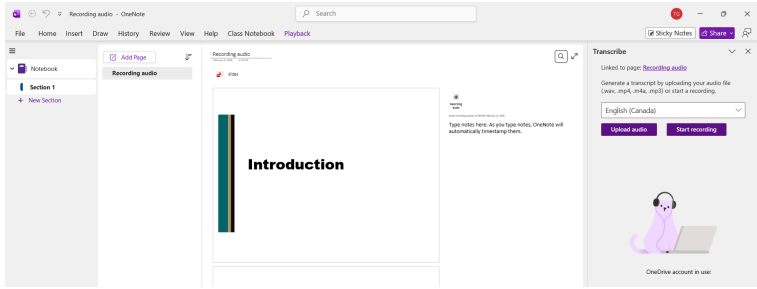 Recording audio - OneNote
Search
TG
File Home Insert Draw History Review View Help Class Notebook Playback
Sticky Notes
Share
Notebook
Section 1
+ New Section
Add Page
Recording audio
Recording audio
slides
Introduction
Recording
audio
Type notes here. As you type notes, OneNote will
automatically timestamp them.
Transcribe
Linked to page: Recording audio
Generate a transcript by uploading your audio file
(.wav, .mp4, .m4a, .mp3) or start a recording.
English (Canada)
Upload audio
Start recording
OneDrive account in use: